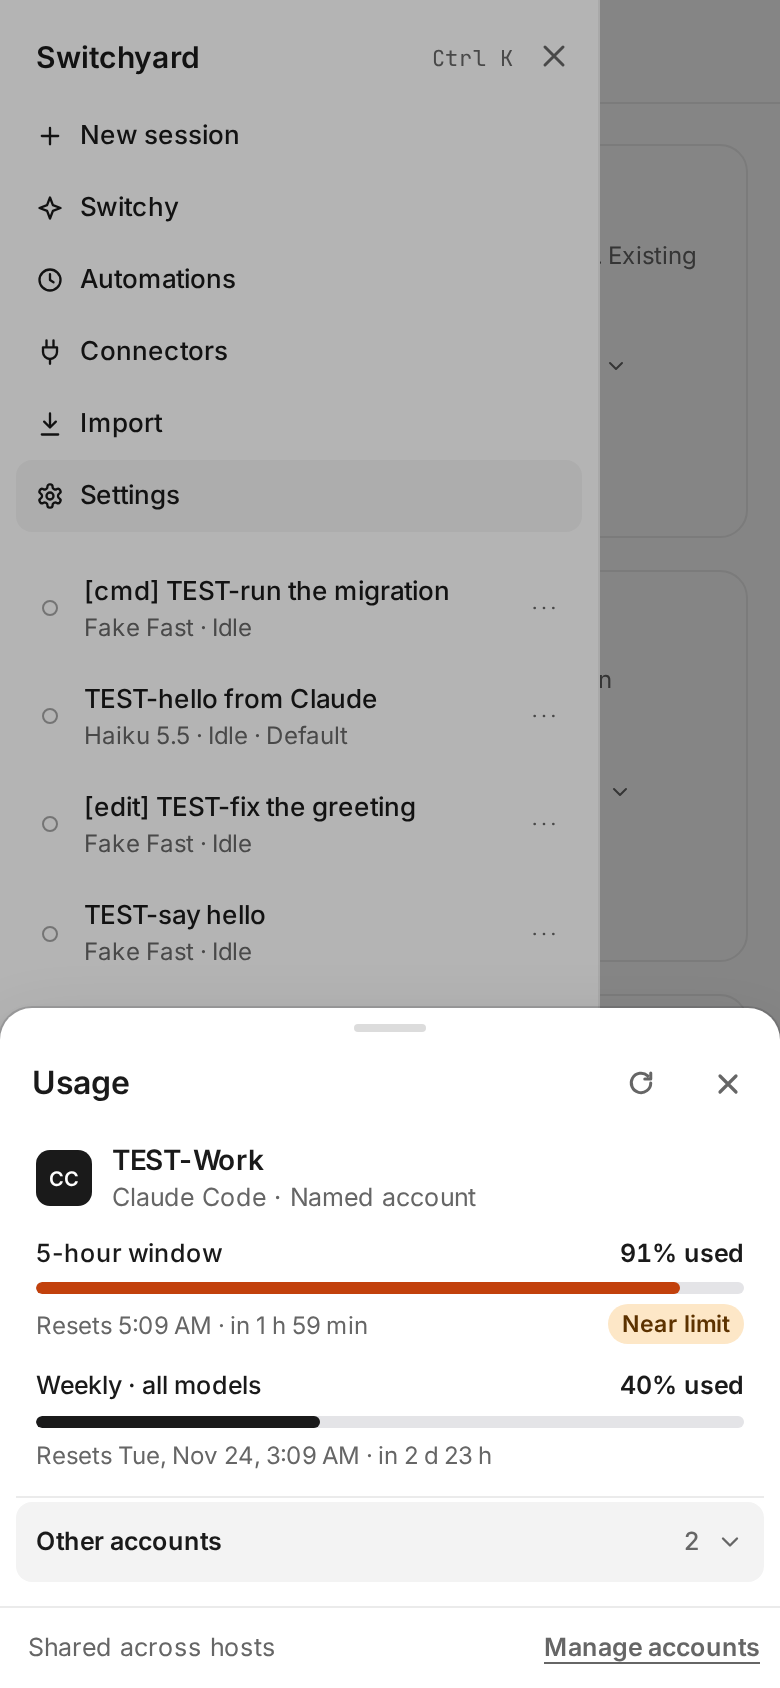 Switchyard
Ctrl K
New session
Switchy
Automations
Connectors
Import
Settings
. Existing
[cmd] TEST-run the migration
Fake Fast · Idle
n
TEST-hello from Claude
Haiku 5.5 · Idle · Default
[edit] TEST-fix the greeting
Fake Fast · Idle
TEST-say hello
Fake Fast · Idle
Usage
CC
TEST-Work
Claude Code · Named account
5-hour window
91% used
Resets 5:09 AM · in 1 h 59 min
Near limit
Weekly · all models
40% used
Resets Tue, Nov 24, 3:09 AM · in 2 d 23 h
Other accounts
2
Shared across hosts
Manage accounts